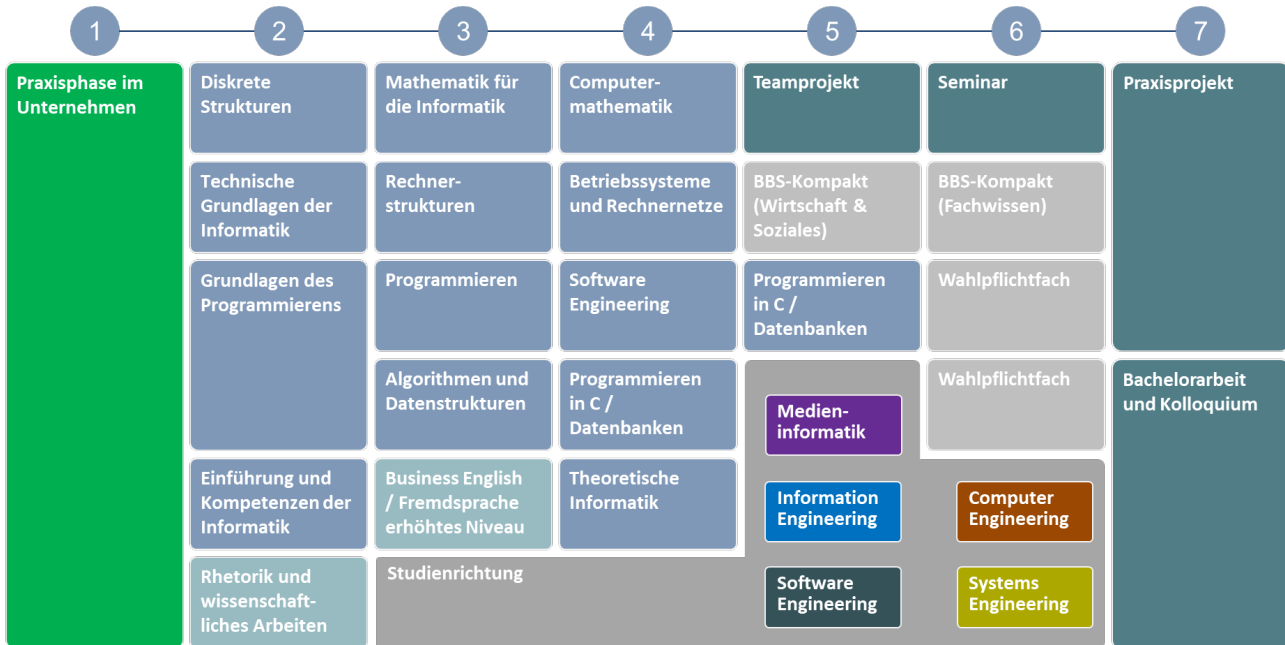 1
2
3
4
5
6
7
Praxisphase im
Unternehmen
Diskrete
Strukturen
Mathematik für
die Informatik
Computer-
mathematik
Teamprojekt
Seminar
Praxisprojekt
Technische
Grundlagen der
Informatik
Rechner-
strukturen
Betriebssysteme
und Rechnernetze
BBS-Kompakt
(Wirtschaft &
Soziales)
BBS-Kompakt
(Fachwissen)
Grundlagen des
Programmierens
Programmieren
Software
Engineering
Programmieren
in C /
Datenbanken
Wahlpflichtfach
Algorithmen und
Datenstrukturen
Programmieren
in C /
Datenbanken
Medien-
informatik
Wahlpflichtfach
Bachelorarbeit
und Kolloquium
Einführung und
Kompetenzen der
Informatik
Business English
/ Fremdsprache
erhöhtes Niveau
Theoretische
Informatik
Information
Engineering
Computer
Engineering
Rhetorik und
wissenschaft-
liches Arbeiten
Studienrichtung
Software
Engineering
Systems
Engineering